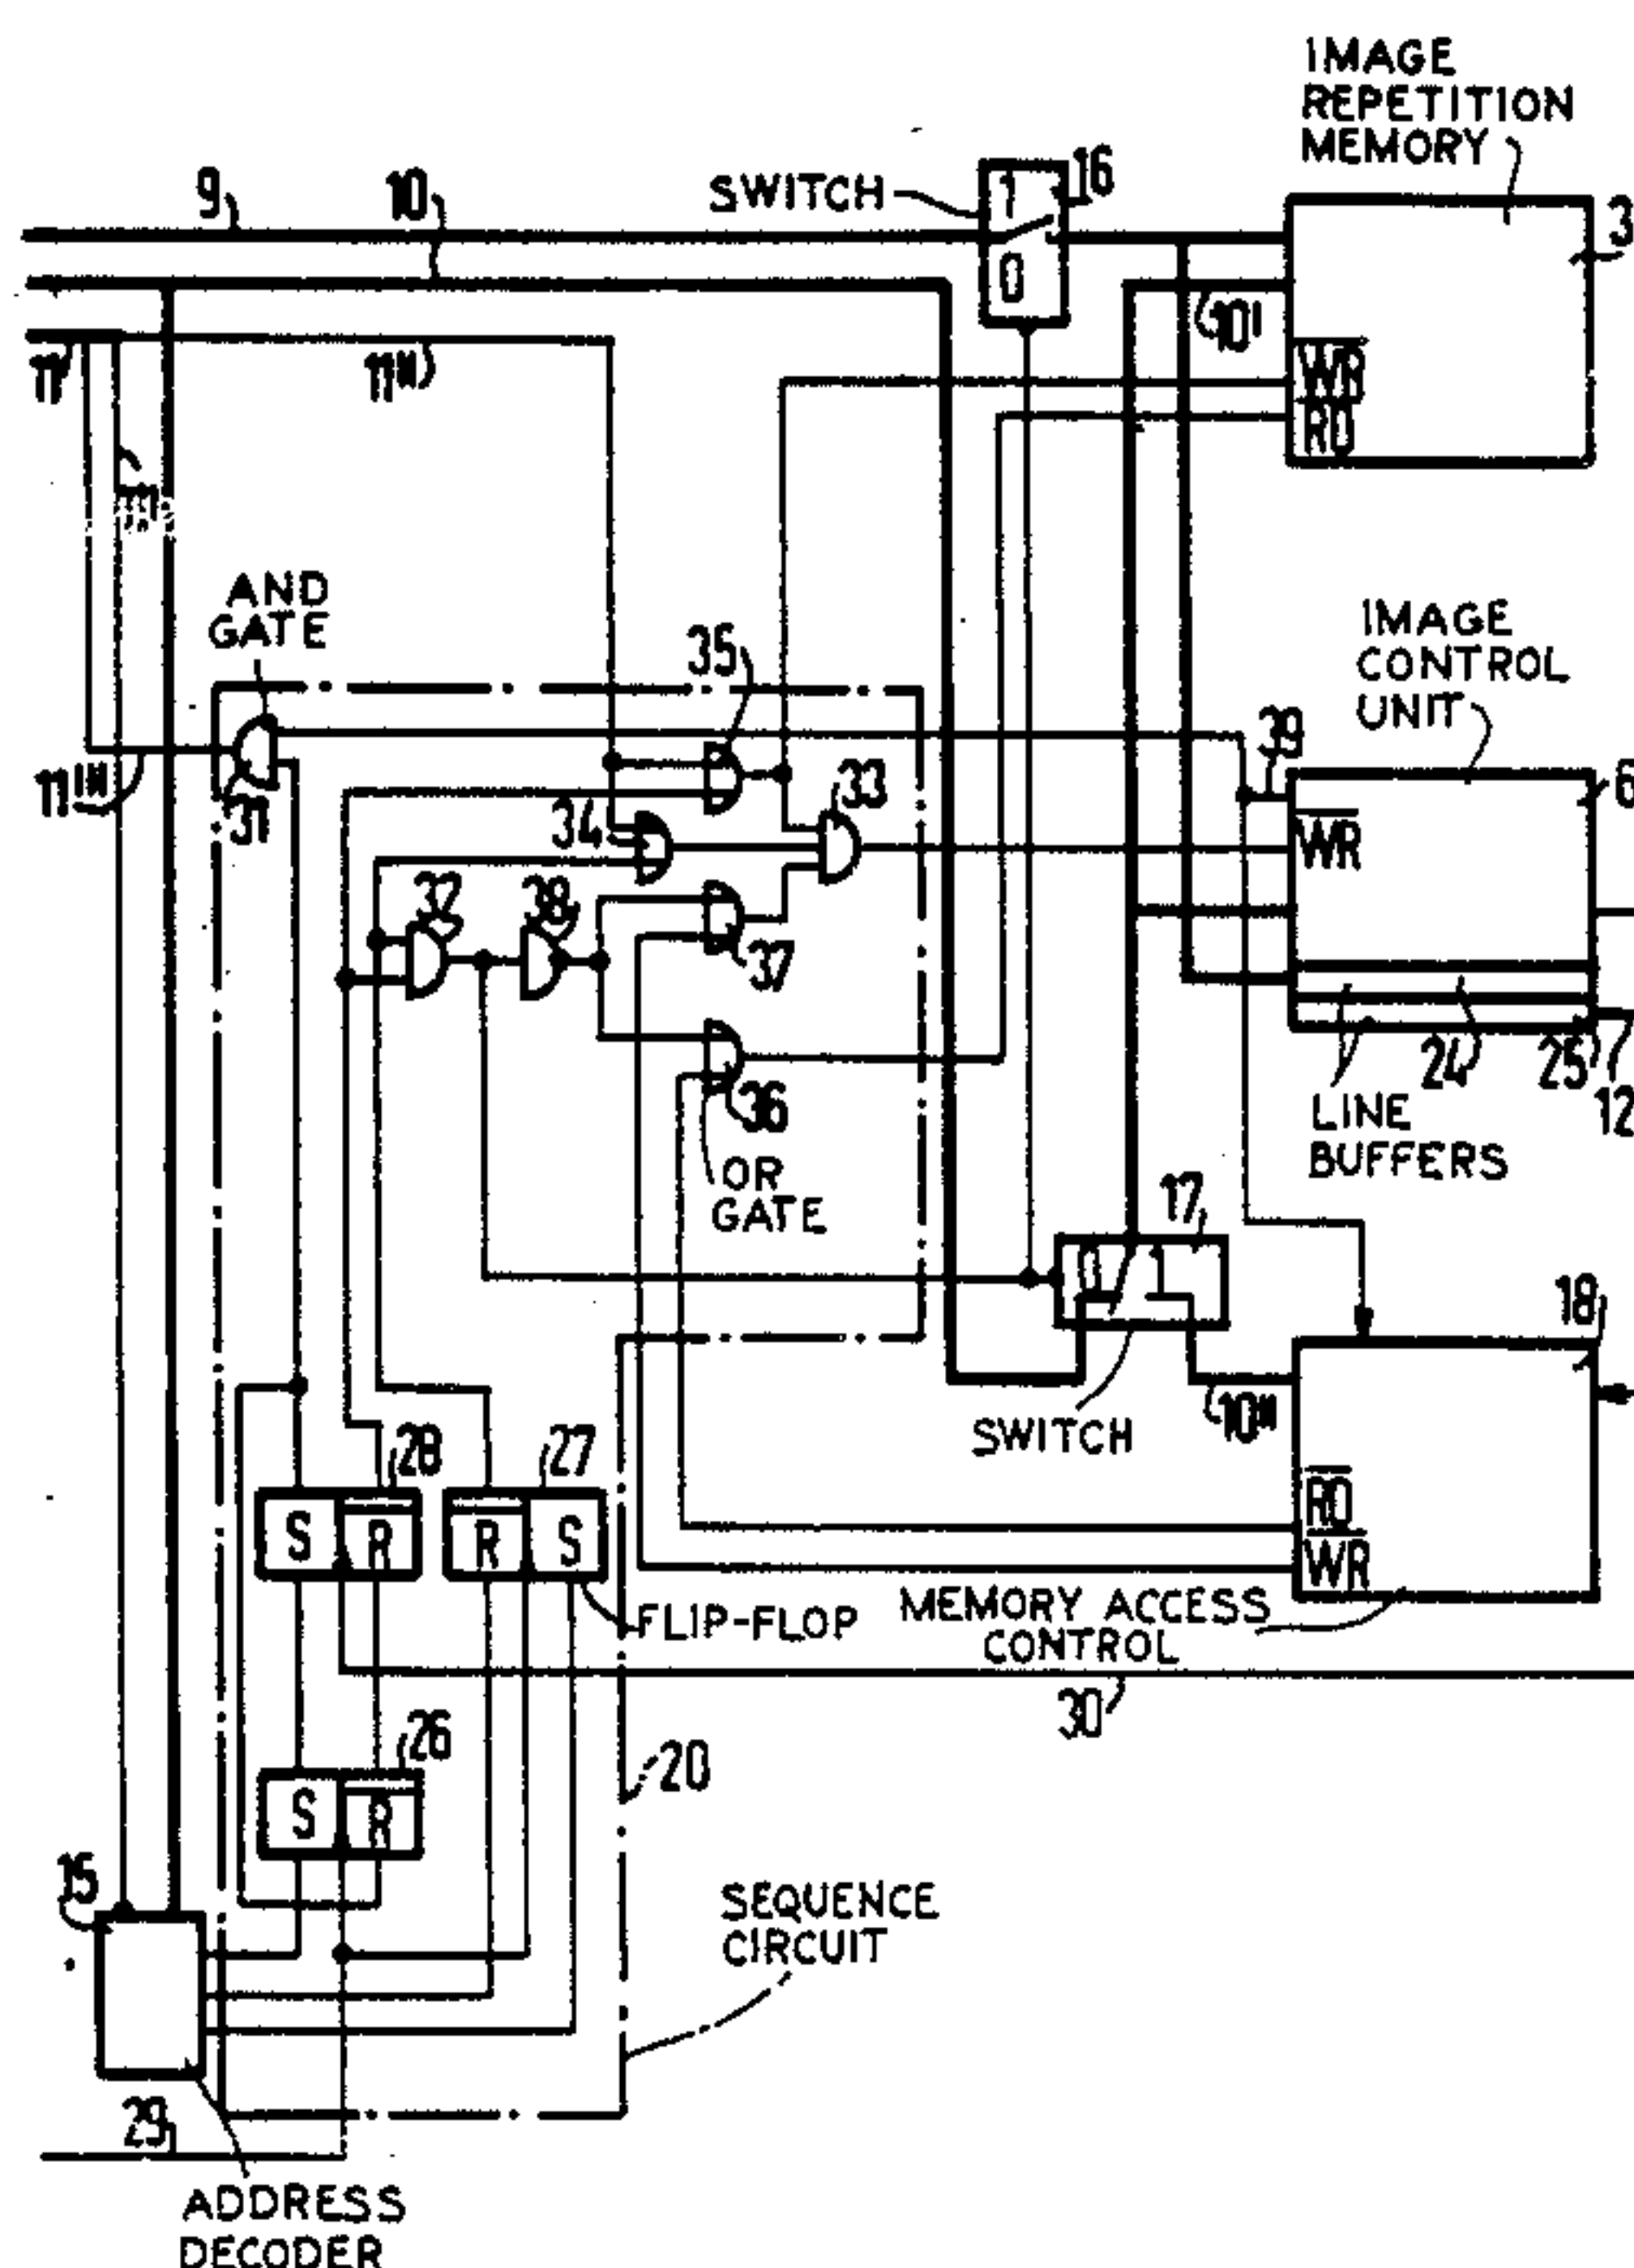 IMAGE
REPETITION
MEMORY
9
10
SWITCH
16
1
0
3
10'
11
11"
WR
RD
AND
GATE
35
IMAGE
CONTROL
UNIT
39
6
11'''
31
34
33
WR
32
38
37
36
24
25
12
LINE
BUFFERS
OR
GATE
17
0
1
18
SWITCH
10"
28
27
S
R
R
S
RD
WR
FLIP-FLOP
MEMORY ACCESS
CONTROL
30
26
20
S
R
15
SEQUENCE
CIRCUIT
29
ADDRESS
DECODER